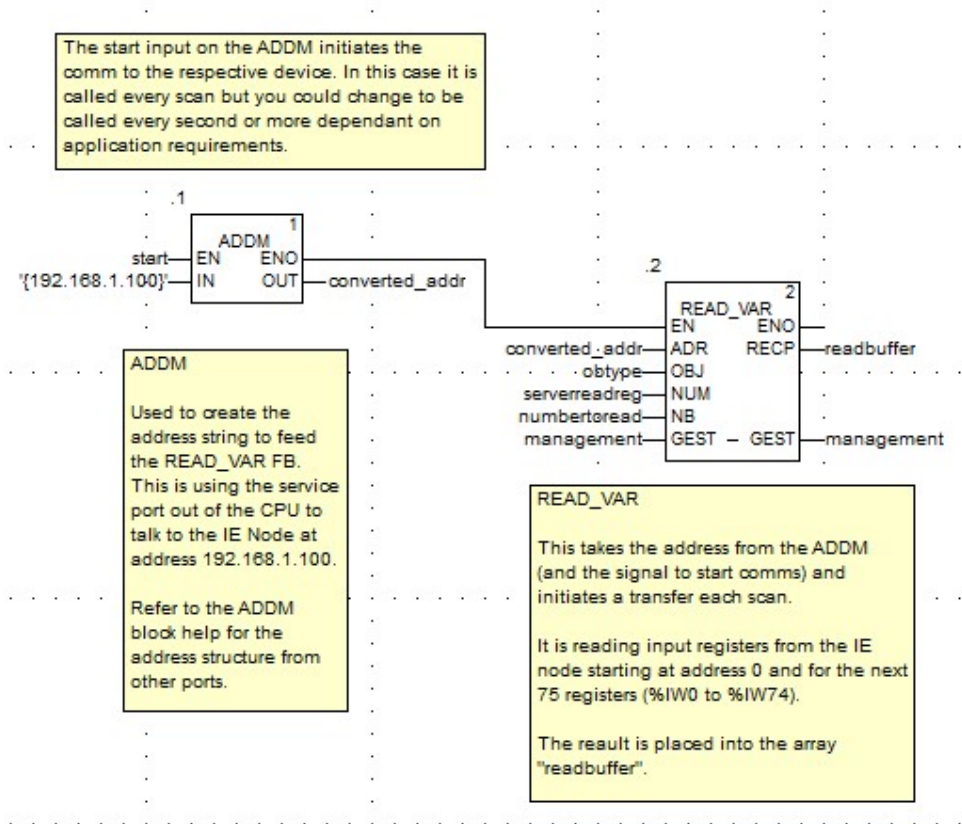 The start input on the ADDM initiates the
comm to the respective device. In this case it is
called every scan but you could change to be
called every second or more dependant on
application requirements.
.1
1
ADDM
start EN ENO
'{192.168.1.100}' IN OUT converted_addr
.2
2
READ_VAR
EN ENO
converted_addr ADR RECP readbuffer
obtype OBJ
serverreadreg NUM
numbertoread NB
management GEST – GEST management
ADDM
Used to create the
address string to feed
the READ_VAR FB.
This is using the service
port out of the CPU to
talk to the IE Node at
address 192.168.1.100.
Refer to the ADDM
block help for the
address structure from
other ports.
READ_VAR
This takes the address from the ADDM
(and the signal to start comms) and
initiates a transfer each scan.
It is reading input registers from the IE
node starting at address 0 and for the next
75 registers (%IW0 to %IW74).
The reault is placed into the array
"readbuffer".